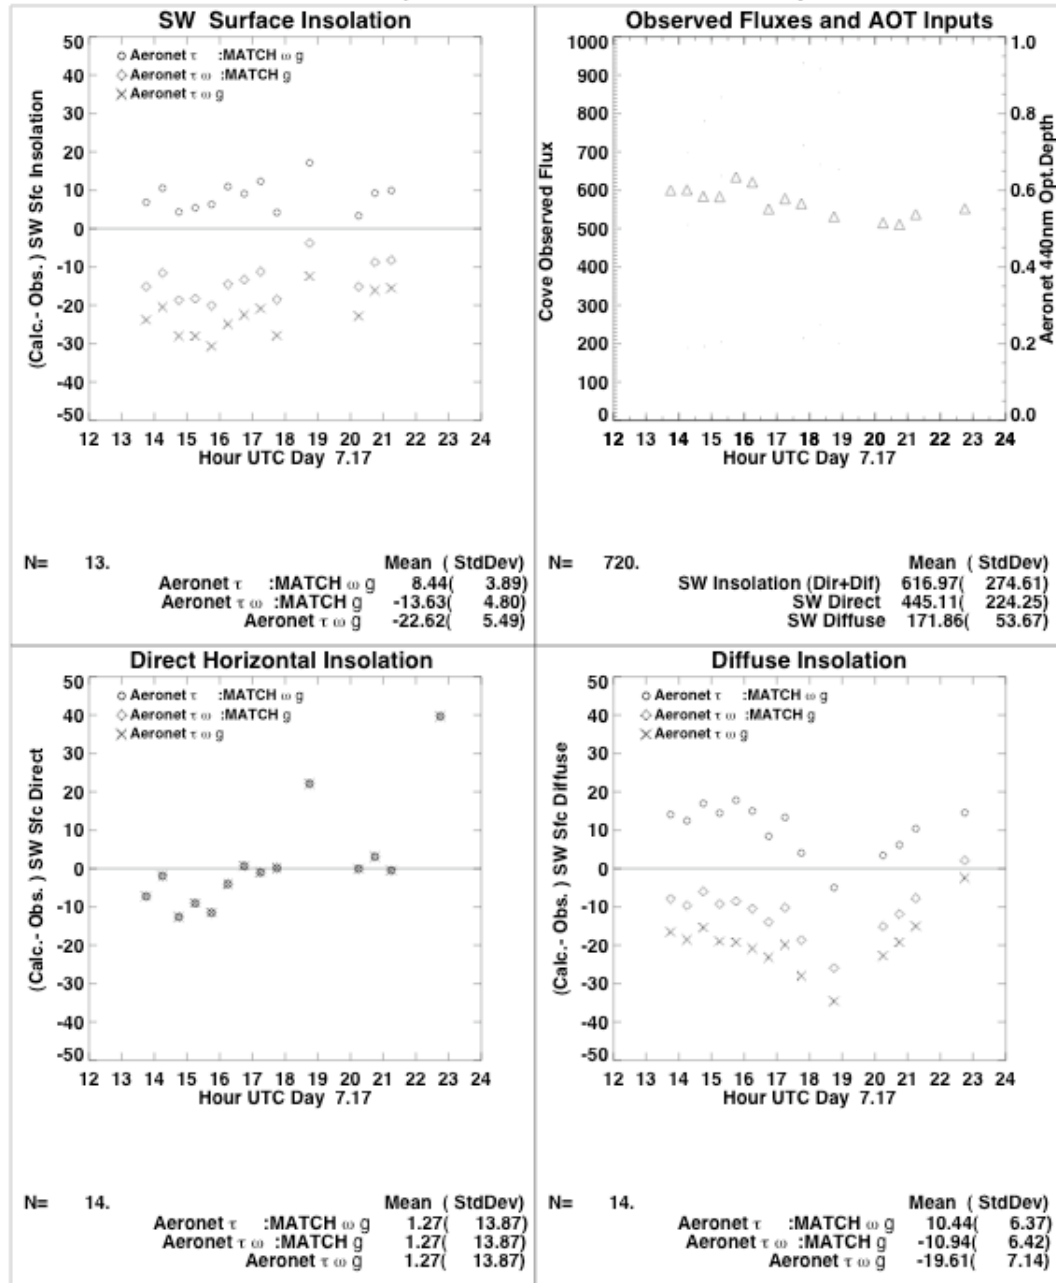 SW Surface Insolation
50
40
30
20
10
0
-10
-20
-30
-40
-50
(Calc.- Obs. ) SW Sfc Insolation
Aeronet τ :MATCH ω g
Aeronet τ ω :MATCH g
Aeronet τ ω g
12 13 14 15 16 17 18 19 20 21 22 23 24
Hour UTC Day 7.17
N= 13. Mean ( StdDev)
Aeronet τ :MATCH ω g 8.44( 3.89)
Aeronet τ ω :MATCH g -13.63( 4.80)
Aeronet τ ω g -22.62( 5.49)
Observed Fluxes and AOT Inputs
1000
900
800
700
600
500
400
300
200
100
0
Cove Observed Flux
1.0
0.8
0.6
0.4
0.2
0.0
Aeronet 440nm Opt.Depth
12 13 14 15 16 17 18 19 20 21 22 23 24
Hour UTC Day 7.17
N= 720. Mean ( StdDev)
SW Insolation (Dir+Dif) 616.97( 274.61)
SW Direct 445.11( 224.25)
SW Diffuse 171.86( 53.67)
Direct Horizontal Insolation
50
40
30
20
10
0
-10
-20
-30
-40
-50
(Calc.- Obs. ) SW Sfc Direct
Aeronet τ :MATCH ω g
Aeronet τ ω :MATCH g
Aeronet τ ω g
12 13 14 15 16 17 18 19 20 21 22 23 24
Hour UTC Day 7.17
N= 14. Mean ( StdDev)
Aeronet τ :MATCH ω g 1.27( 13.87)
Aeronet τ ω :MATCH g 1.27( 13.87)
Aeronet τ ω g 1.27( 13.87)
Diffuse Insolation
50
40
30
20
10
0
-10
-20
-30
-40
-50
(Calc.- Obs. ) SW Sfc Diffuse
Aeronet τ :MATCH ω g
Aeronet τ ω :MATCH g
Aeronet τ ω g
12 13 14 15 16 17 18 19 20 21 22 23 24
Hour UTC Day 7.17
N= 14. Mean ( StdDev)
Aeronet τ :MATCH ω g 10.44( 6.37)
Aeronet τ ω :MATCH g -10.94( 6.42)
Aeronet τ ω g -19.61( 7.14)